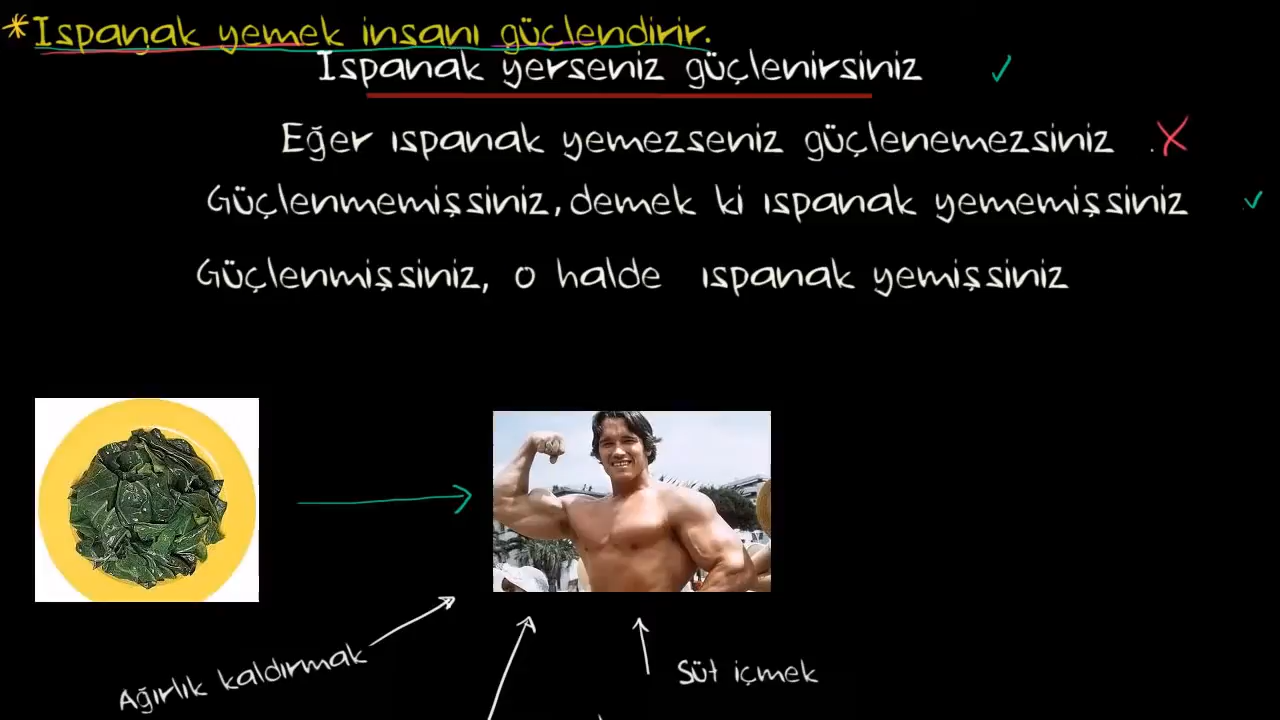 *Ispanak yemek insanı güçlendirir.
Ispanak yerseniz güçlenirsiniz ✓
Eğer ıspanak yemezseniz güçlenemezsiniz X
Güçlenmemişsiniz, demek ki ıspanak yememişsiniz ✓
Güçlenmişsiniz, o halde ıspanak yemişsiniz
Ağırlık kaldırmak
Süt içmek